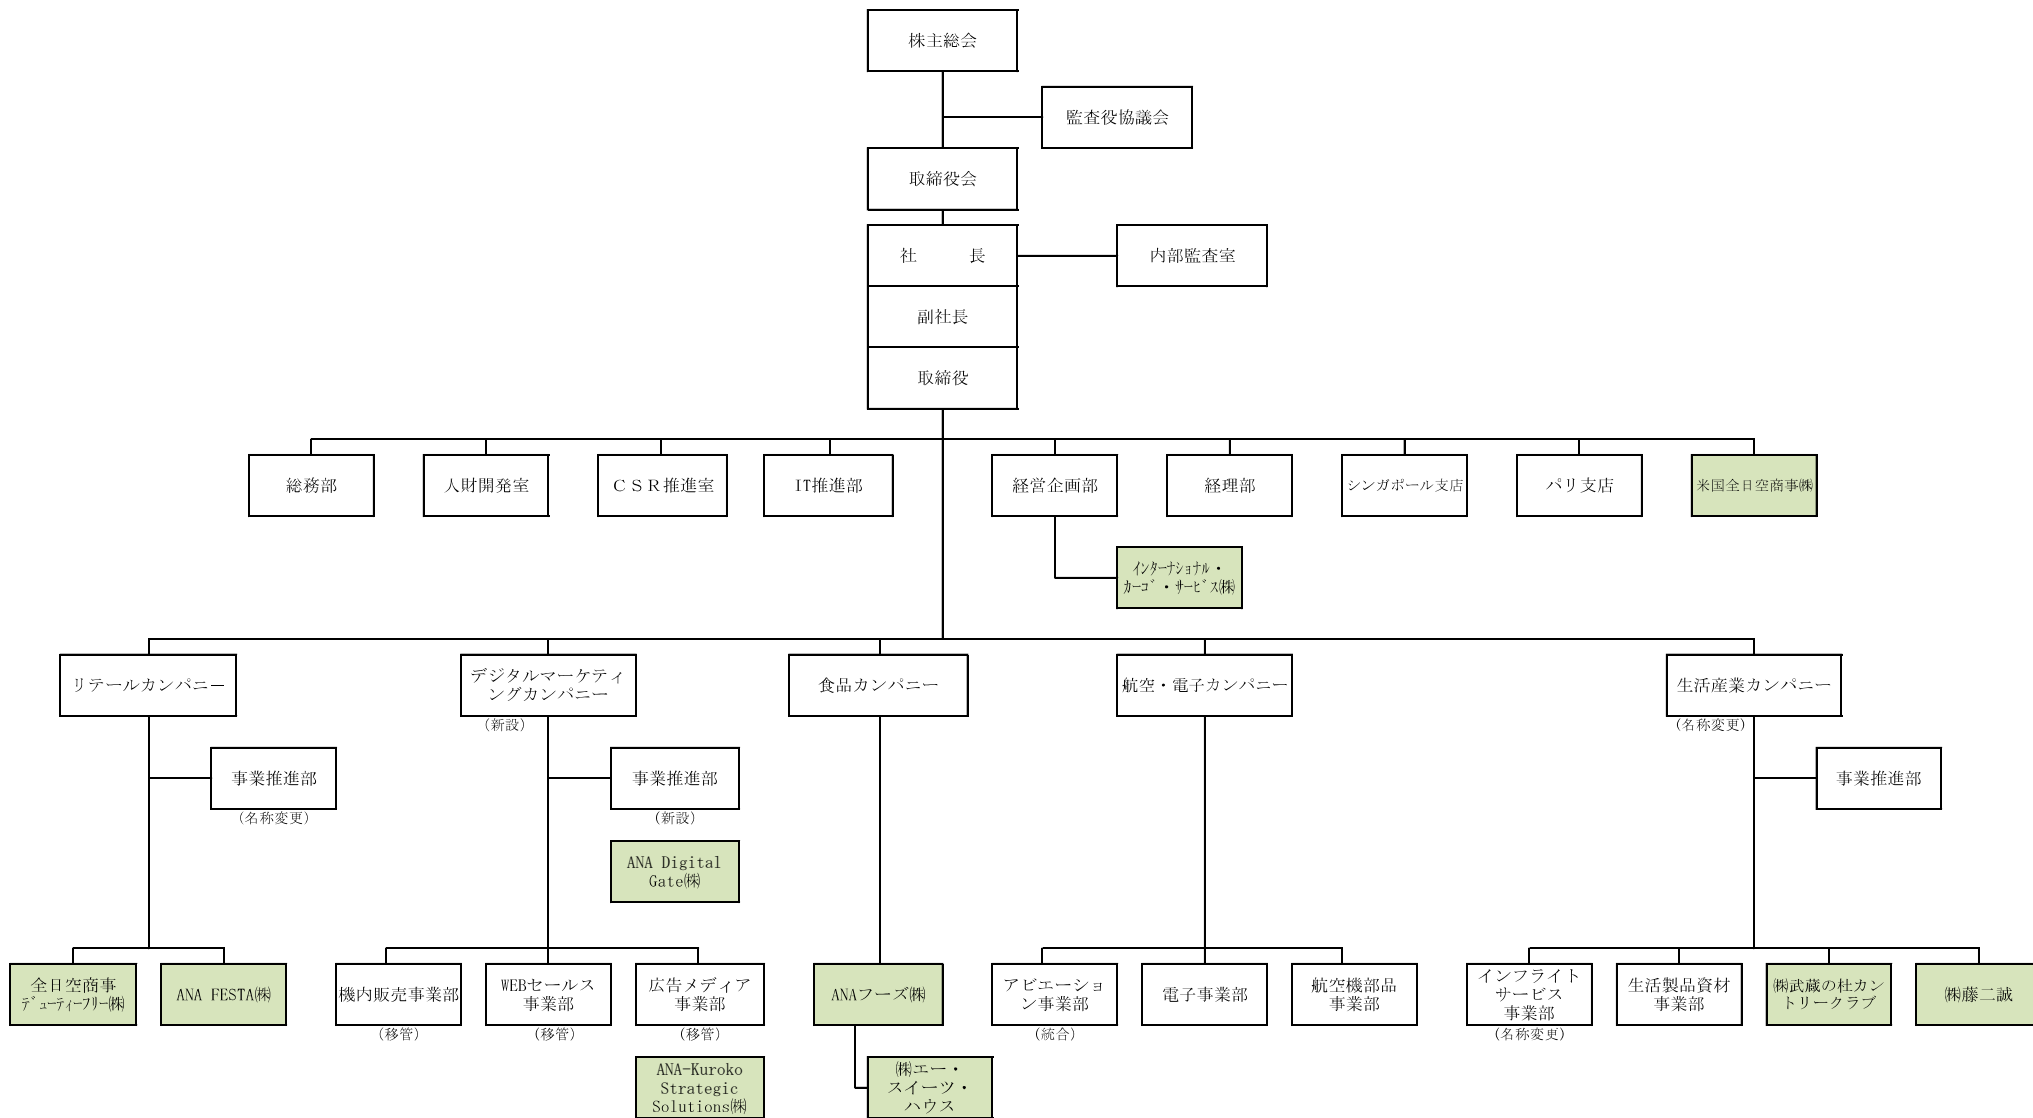 株主総会
監査役協議会
取締役会
社　　　長
内部監査室
副社長
取締役
総務部
人財開発室
ＣＳＲ推進室
IT推進部
経営企画部
経理部
シンガポール支店
パリ支店
米国全日空商事㈱
ｲﾝﾀｰﾅｼｮﾅﾙ・
ｶｰｺﾞ・ｻｰﾋﾞｽ㈱
リテールカンパニー
デジタルマーケティ
ングカンパニー
（新設）
食品カンパニー
航空・電子カンパニー
生活産業カンパニー
（名称変更）
事業推進部
（名称変更）
事業推進部
（新設）
事業推進部
ANA Digital
Gate㈱
全日空商事
ﾃﾞｭｰﾃｨｰﾌﾘｰ㈱
ANA FESTA㈱
機内販売事業部
（移管）
WEBセールス
事業部
（移管）
広告メディア
事業部
（移管）
ANAフーズ㈱
アビエーショ
ン事業部
（統合）
電子事業部
航空機部品
事業部
インフライト
サービス
事業部
（名称変更）
生活製品資材
事業部
㈱武蔵の杜カン
トリークラブ
㈱藤二誠
ANA-Kuroko
Strategic
Solutions㈱
㈱エー・
スイーツ・
ハウス